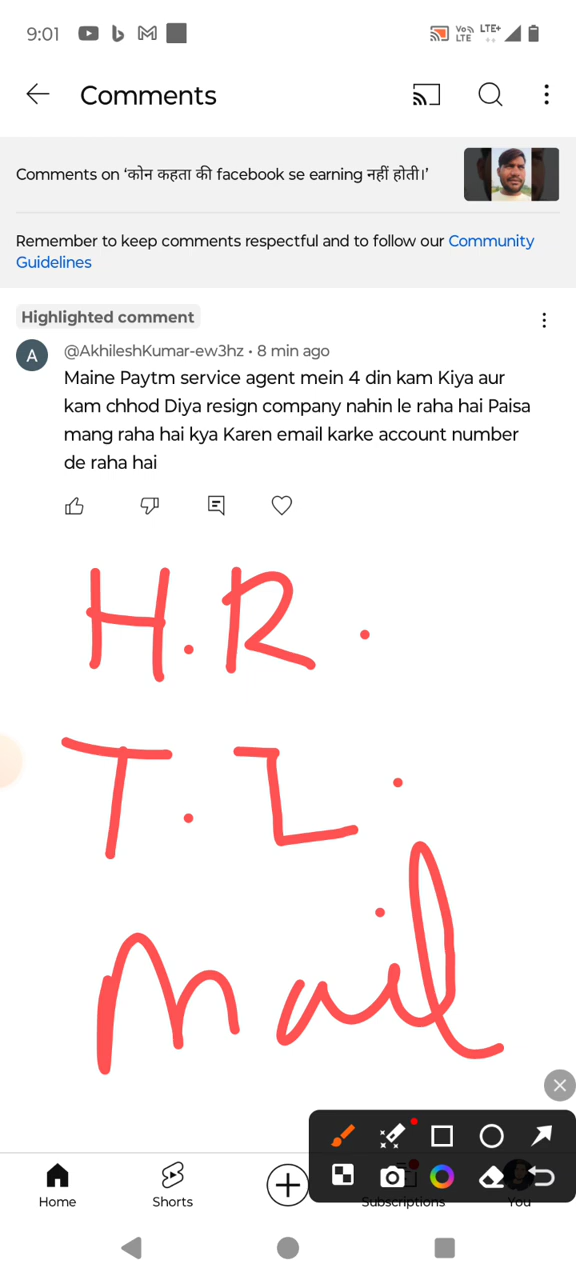 9:01
Vo) LTE LTE+
Comments
Comments on ‘कोन कहता की facebook se earning नहीं होती।’
Remember to keep comments respectful and to follow our Community
Guidelines
Highlighted comment
A
@AkhileshKumar-ew3hz • 8 min ago
Maine Paytm service agent mein 4 din kam Kiya aur
kam chhod Diya resign company nahin le raha hai Paisa
mang raha hai kya Karen email karke account number
de raha hai
H.R.
T.L.
Mail
Home
Shorts
Subscriptions
You